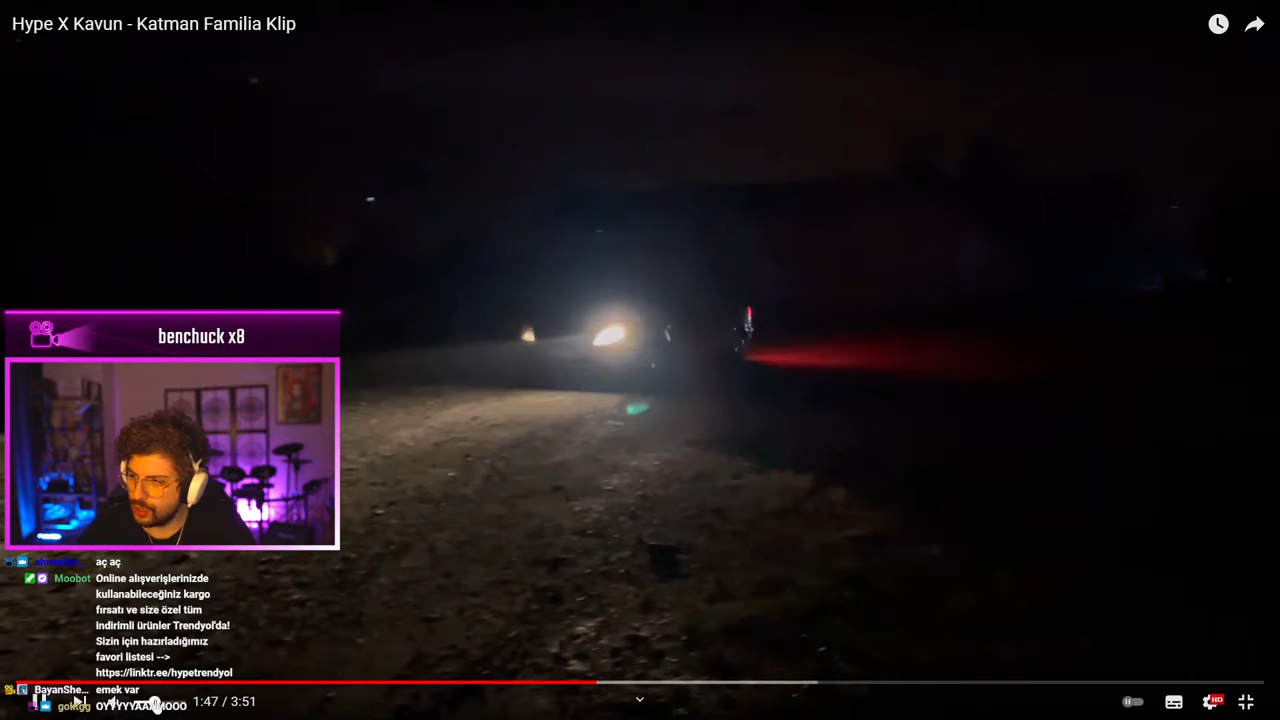 Hype X Kavun - Katman Familia Klip
benchuck x8
aç aç
Moobot Online alışverişlerinizde
kullanabileceğiniz kargo
fırsatı ve size özel tüm
indirimli ürünler Trendyol'da!
Sizin için hazırladığımız
favori listesi -->
https://linktr.ee/hypetrendyol
BayanShe... emek var
1:47 / 3:51
HD